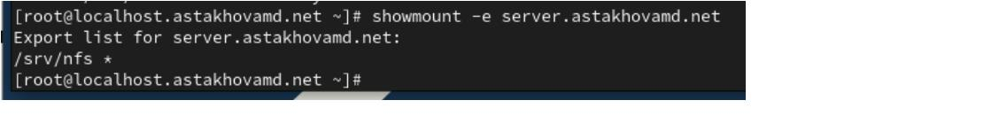 [root@localhost.astakhovamd.net ~]# showmount -e server.astakhovamd.net
Export list for server.astakhovamd.net:
/srv/nfs *
[root@localhost.astakhovamd.net ~]#